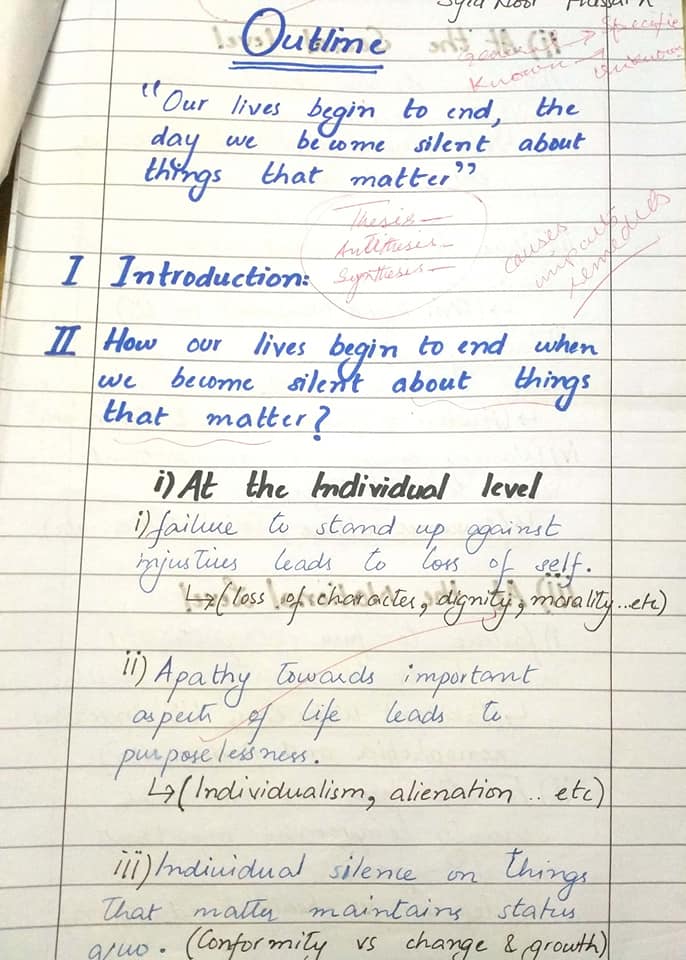 Syed Noor Hussain
Outline
general → Specific
Known → Unknown
"Our lives begin to end, the
day we become silent about
things that matter"
Thesis —
Antithesis —
Synthesis —
causes
impacts
remedies
I Introduction:
II How our lives begin to end when
we become silent about things
that matter?
i) At the Individual level
i) failure to stand up against
injustices leads to loss of self.
↳ (loss of character, dignity, morality..etc)
ii) Apathy towards important
aspects of life leads to
purposelessness.
↳ (Individualism, alienation .. etc)
iii) Individual silence on things
that matter maintains status
quo. (Conformity vs change & growth)